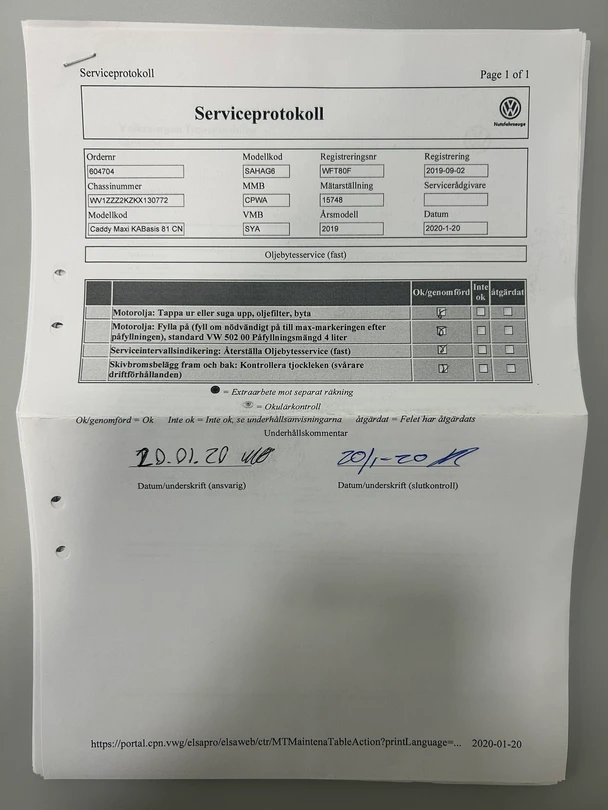 Serviceprotokoll Page 1 of 1
Serviceprotokoll
Nutzfahrzeuge
Ordernr Modellkod Registreringsnr Registrering
604704 SAHAG6 WFT80F 2019-09-02
Chassinummer MMB Mätarställning Servicerådgivare
WV1ZZZ2KZKX130772 CPWA 15748
Modellkod VMB Årsmodell Datum
Caddy Maxi KABasis 81 CN SYA 2019 2020-1-20
Oljebytesservice (fast)
Ok/genomförd Inte ok åtgärdat
Motorolja: Tappa ur eller suga upp, oljefilter, byta
Motorolja: Fylla på (fyll om nödvändigt på till max-markeringen efter
påfyllningen), standard VW 502 00 Påfyllningsmängd 4 liter
Serviceintervallsindikering: Återställa Oljebytesservice (fast)
Skivbromsbelägg fram och bak: Kontrollera tjockleken (svårare
driftförhållanden)
= Extraarbete mot separat räkning
= Okulärkontroll
Ok/genomförd = Ok Inte ok = Inte ok, se underhållsanvisningarna åtgärdat = Felet har åtgärdats
Underhållskommentar
20.01.20 20/1-20
Datum/underskrift (ansvarig) Datum/underskrift (slutkontroll)
https://portal.cpn.vwg/elsapro/elsaweb/ctr/MTMaintenaTableAction?printLanguage=... 2020-01-20